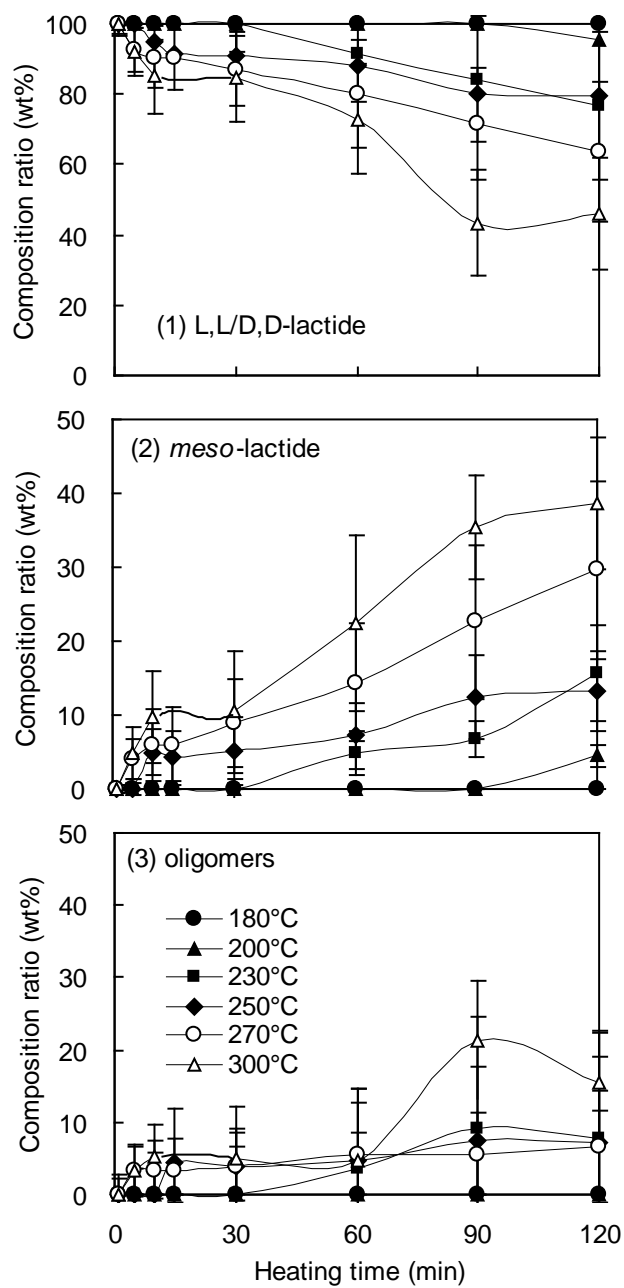 100
80
60
40
20
0
Composition ratio (wt%)
(1) L,L/D,D-lactide
50
40
30
20
10
0
Composition ratio (wt%)
(2) meso-lactide
50
40
30
20
10
0
Composition ratio (wt%)
(3) oligomers
180°C
200°C
230°C
250°C
270°C
300°C
0 30 60 90 120
Heating time (min)